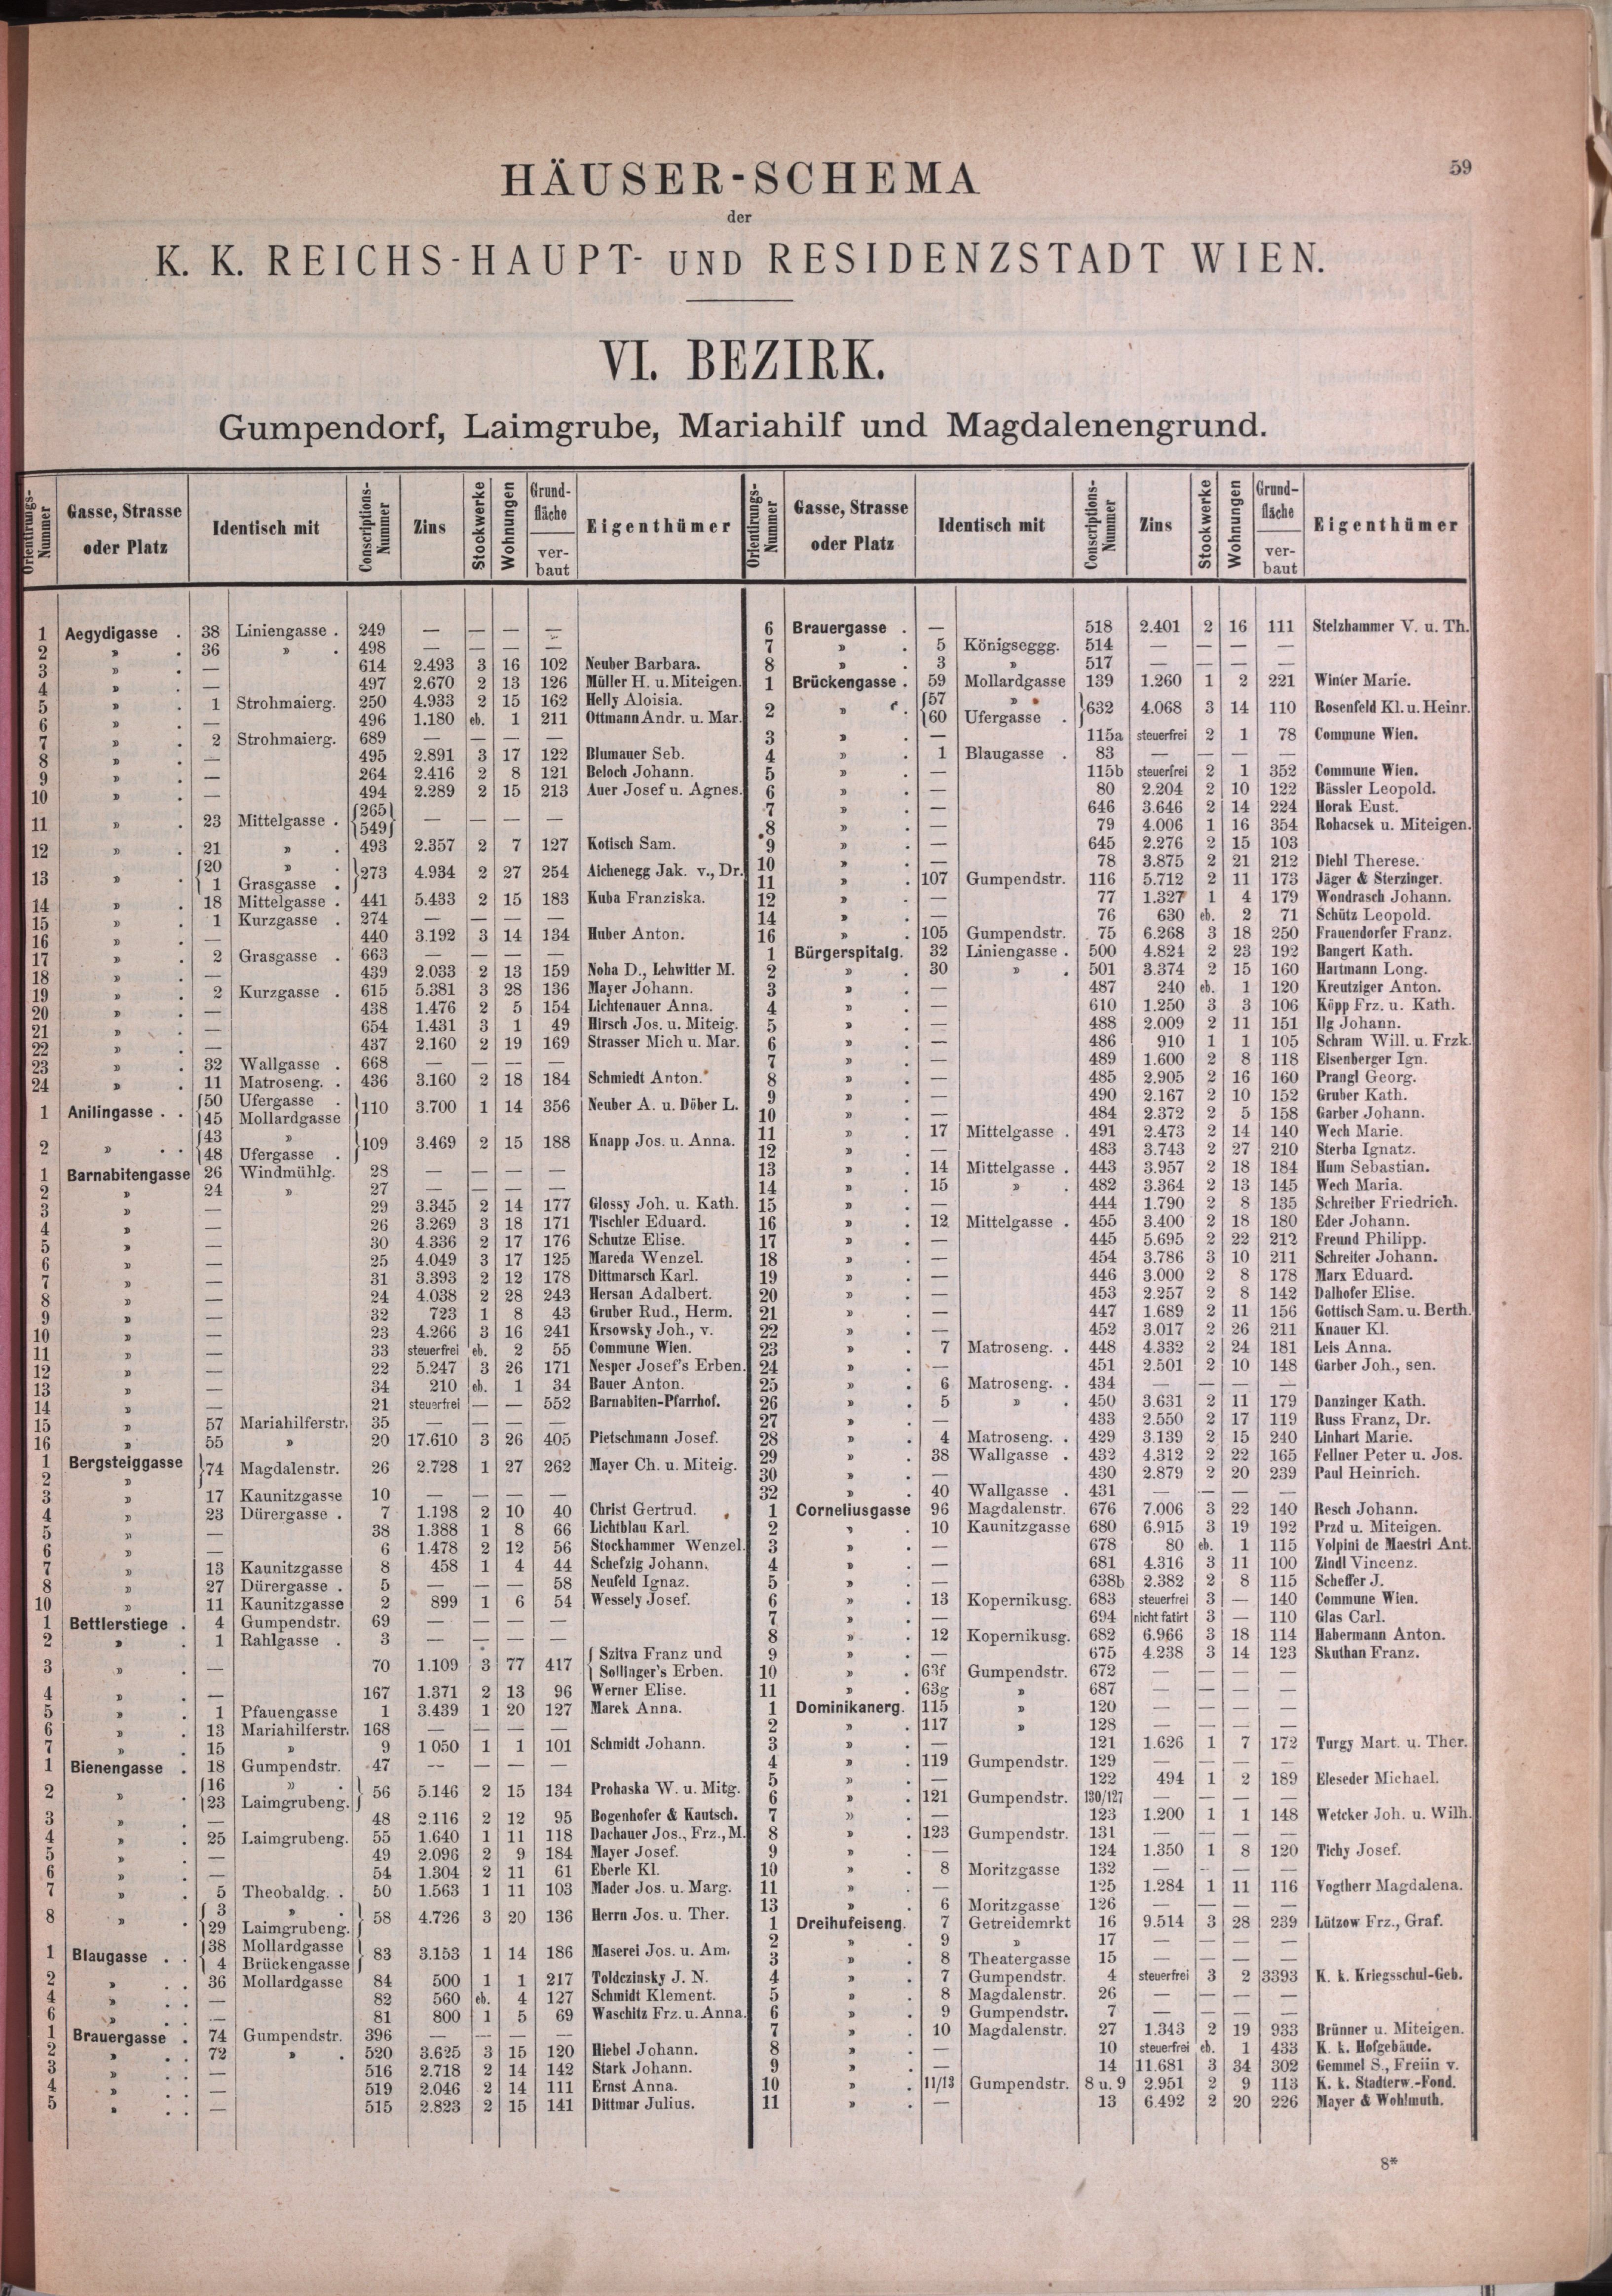 59
HÄUSER-SCHEMA
der
K. K. REICHS-HAUPT- UND RESIDENZSTADT WIEN.
VI. BEZIRK.
Gumpendorf, Laimgrube, Mariahilf und Magdalenengrund.
Orientirungs-Nummer Gasse, Strasse oder Platz Identisch mit Conscriptions-Nummer Zins Stockwerke Wohnungen Grundfläche verbaut Eigenthümer
1 Aegydigasse . 38 Liniengasse . 249 — — — —
2 » . 36 » . 498 — — — —
3 » . — 614 2.493 3 16 102 Neuber Barbara.
4 » . — 497 2.670 2 13 126 Müller H. u. Miteigen.
5 » . 1 Strohmaierg. 250 4.933 2 15 162 Helly Aloisia.
6 » . — 496 1.180 eb. 1 211 Ottmann Andr. u. Mar.
7 » . 2 Strohmaierg. 689 — — — —
8 » . — 495 2.891 3 17 122 Blumauer Seb.
9 » . — 264 2.416 2 8 121 Beloch Johann.
10 » . — 494 2.289 2 15 213 Auer Josef u. Agnes.
11 » . 23 Mittelgasse . {265 549} — — — —
12 » . 21 » . 493 2.357 2 7 127 Kotisch Sam.
13 » . {20 » . 1 Grasgasse . }273 4.934 2 27 254 Aichenegg Jak. v., Dr.
14 » . 18 Mittelgasse . 441 5.433 2 15 183 Kuba Franziska.
15 » . 1 Kurzgasse . 274 — — — —
16 » . — 440 3.192 3 14 134 Huber Anton.
17 » . 2 Grasgasse . 663 — — — —
18 » . — 439 2.033 2 13 159 Noha D., Lehwitter M.
19 » . 2 Kurzgasse . 615 5.381 3 28 136 Mayer Johann.
20 » . — 438 1.476 2 5 154 Lichtenauer Anna.
21 » . — 654 1.431 3 1 49 Hirsch Jos. u. Miteig.
22 » . — 437 2.160 2 19 169 Strasser Mich u. Mar.
23 » . 32 Wallgasse . 668 — — — —
24 » . 11 Matroseng. . 436 3.160 2 18 184 Schmiedt Anton.
1 Anilingasse . . {50 Ufergasse . 45 Mollardgasse }110 3.700 1 14 356 Neuber A. u. Döber L.
2 » . . {43 » 48 Ufergasse . }109 3.469 2 15 188 Knapp Jos. u. Anna.
1 Barnabitengasse 26 Windmühlg. 28 — — — —
2 » 24 » 27 — — — —
3 » — 29 3.345 2 14 177 Glossy Joh. u. Kath.
4 » — 26 3.269 3 18 171 Tischler Eduard.
5 » — 30 4.336 2 17 176 Schutze Elise.
6 » — 25 4.049 3 17 125 Mareda Wenzel.
7 » — 31 3.393 2 12 178 Dittmarsch Karl.
8 » — 24 4.038 2 28 243 Hersan Adalbert.
9 » — 32 723 1 8 43 Gruber Rud., Herm.
10 » — 23 4.266 3 16 241 Krsowsky Joh., v.
11 » — 33 steuerfrei eb. 2 55 Commune Wien.
12 » — 22 5.247 3 26 171 Nesper Josef's Erben.
13 » — 34 210 eb. 1 34 Bauer Anton.
14 » — 21 steuerfrei — — 552 Barnabiten-Pfarrhof.
15 » 57 Mariahilferstr. 35 — — — —
16 » 55 » 20 17.610 3 26 405 Pietschmann Josef.
1 Bergsteiggasse
2 » }74 Magdalenstr. 26 2.728 1 27 262 Mayer Ch. u. Miteig.
3 » 17 Kaunitzgasse 10 — — — —
4 » 23 Dürergasse . 7 1.198 2 10 40 Christ Gertrud.
5 » — 38 1.388 1 8 66 Lichtblau Karl.
6 » — 6 1.478 2 12 56 Stockhammer Wenzel.
7 » 13 Kaunitzgasse 8 458 1 4 44 Schefzig Johann.
8 » 27 Dürergasse . 5 — — — 58 Neufeld Ignaz.
10 » 11 Kaunitzgasse 2 899 1 6 54 Wessely Josef.
1 Bettlerstiege . 4 Gumpendstr. 69 — — — —
2 » . 1 Rahlgasse . 3 — — — —
3 » . — 70 1.109 3 77 417 { Szitva Franz und Sollinger's Erben.
4 » . — 167 1.371 2 13 96 Werner Elise.
5 » . 1 Pfauengasse 1 3.439 1 20 127 Marek Anna.
6 » . 13 Mariahilferstr. 168 — — — —
7 » . 15 » 9 1 050 1 1 101 Schmidt Johann.
1 Bienengasse . 18 Gumpendstr. 47 — — — —
2 » . {16 » . 23 Laimgrubeng. } 56 5.146 2 15 134 Prohaska W. u. Mitg.
3 » . — 48 2.116 2 12 95 Bogenhofer & Kautsch.
4 » . 25 Laimgrubeng. 55 1.640 1 11 118 Dachauer Jos., Frz., M.
5 » . — 49 2.096 2 9 184 Mayer Josef.
6 » . — 54 1.304 2 11 61 Eberle Kl.
7 » . 5 Theobaldg. . 50 1.563 1 11 103 Mader Jos. u. Marg.
8 » . { 3 » . 29 Laimgrubeng. } 58 4.726 3 20 136 Herrn Jos. u. Ther.
1 Blaugasse . . {38 Mollardgasse 4 Brückengasse } 83 3.153 1 14 186 Maserei Jos. u. Am.
2 » . . 36 Mollardgasse 84 500 1 1 217 Toldczinsky J. N.
4 » . . — 82 560 eb. 4 127 Schmidt Klement.
6 » . . — 81 800 1 5 69 Waschitz Frz. u. Anna.
1 Brauergasse . 74 Gumpendstr. 396 — — — —
2 » . . 72 » . 520 3.625 3 15 120 Hiebel Johann.
3 » . . — 516 2.718 2 14 142 Stark Johann.
4 » . . — 519 2.046 2 14 111 Ernst Anna.
5 » . . — 515 2.823 2 15 141 Dittmar Julius.
Orientirungs-Nummer Gasse, Strasse oder Platz Identisch mit Conscriptions-Nummer Zins Stockwerke Wohnungen Grundfläche verbaut Eigenthümer
6 Brauergasse . — 518 2.401 2 16 111 Stelzhammer V. u. Th.
7 » . 5 Königseggg. 514 — — — —
8 » . 3 » 517 — — — —
1 Brückengasse . 59 Mollardgasse 139 1.260 1 2 221 Winter Marie.
2 » . {57 » 60 Ufergasse . }632 4.068 3 14 110 Rosenfeld Kl. u. Heinr.
3 » . — 115a steuerfrei 2 1 78 Commune Wien.
4 » . 1 Blaugasse . 83 — — — —
5 » . — 115b steuerfrei 2 1 352 Commune Wien.
6 » . — 80 2.204 2 10 122 Bässler Leopold.
7 » . — 646 3.646 2 14 224 Horak Eust.
8 » . — 79 4.006 1 16 354 Rohacsek u. Miteigen.
9 » . — 645 2.276 2 15 103
10 » . — 78 3.875 2 21 212 Diehl Therese.
11 » . 107 Gumpendstr. 116 5.712 2 11 173 Jäger & Sterzinger.
12 » . — 77 1.327 1 4 179 Wondrasch Johann.
14 » . — 76 630 eb. 2 71 Schütz Leopold.
16 » . 105 Gumpendstr. 75 6.268 3 18 250 Frauendorfer Franz.
1 Bürgerspitalg. 32 Liniengasse . 500 4.824 2 23 192 Bangert Kath.
2 » . 30 » . 501 3.374 2 15 160 Hartmann Long.
3 » . — 487 240 eb. 1 120 Kreutziger Anton.
4 » . — 610 1.250 3 3 106 Köpp Frz. u. Kath.
5 » . — 488 2.009 2 11 151 Ilg Johann.
6 » . — 486 910 1 1 105 Schram Will. u. Frzk.
7 » . — 489 1.600 2 8 118 Eisenberger Ign.
8 » . — 485 2.905 2 16 160 Prangl Georg.
9 » . — 490 2.167 2 10 152 Gruber Kath.
10 » . — 484 2.372 2 5 158 Garber Johann.
11 » . 17 Mittelgasse . 491 2.473 2 14 140 Wech Marie.
12 » . — 483 3.743 2 27 210 Sterba Ignatz.
13 » . 14 Mittelgasse . 443 3.957 2 18 184 Hum Sebastian.
14 » . 15 » . 482 3.364 2 13 145 Wech Maria.
15 » . — 444 1.790 2 8 135 Schreiber Friedrich.
16 » . 12 Mittelgasse . 455 3.400 2 18 180 Eder Johann.
17 » . — 445 5.695 2 22 212 Freund Philipp.
18 » . — 454 3.786 3 10 211 Schreiter Johann.
19 » . — 446 3.000 2 8 178 Marx Eduard.
20 » . — 453 2.257 2 8 142 Dalhofer Elise.
21 » . — 447 1.689 2 11 156 Gottisch Sam. u. Berth.
22 » . — 452 3.017 2 26 211 Knauer Kl.
23 » . 7 Matroseng. . 448 4.332 2 24 181 Leis Anna.
24 » . — 451 2.501 2 10 148 Garber Joh., sen.
25 » . 6 Matroseng. . 434 — — — —
26 » . 5 » . 450 3.631 2 11 179 Danzinger Kath.
27 » . — 433 2.550 2 17 119 Russ Franz, Dr.
28 » . 4 Matroseng. . 429 3.139 2 15 240 Linhart Marie.
29 » . 38 Wallgasse . 432 4.312 2 22 165 Fellner Peter u. Jos.
30 » . — 430 2.879 2 20 239 Paul Heinrich.
32 » . 40 Wallgasse . 431 — — — —
1 Corneliusgasse 96 Magdalenstr. 676 7.006 3 22 140 Resch Johann.
2 » . 10 Kaunitzgasse 680 6.915 3 19 192 Przd u. Miteigen.
3 » . — 678 80 eb. 1 115 Volpini de Maestri Ant.
4 » . — 681 4.316 3 11 100 Zindl Vincenz.
5 » . — 638b 2.382 2 8 115 Scheffer J.
6 » . 13 Kopernikusg. 683 steuerfrei 3 — 140 Commune Wien.
7 » . — 694 nicht fatirt 3 — 110 Glas Carl.
8 » . 12 Kopernikusg. 682 6.966 3 18 114 Habermann Anton.
9 » . — 675 4.238 3 14 123 Skuthan Franz.
10 » . 63f Gumpendstr. 672 — — — —
11 » . 63g » 687 — — — —
1 Dominikanerg. 115 » 120 — — — —
2 » . 117 » 128 — — — —
3 » . — 121 1.626 1 7 172 Turgy Mart. u. Ther.
4 » . 119 Gumpendstr. 129 — — — —
5 » . — 122 494 1 2 189 Eleseder Michael.
6 » . 121 Gumpendstr. 130/127 — — — —
7 » . — 123 1.200 1 1 148 Wetcker Joh. u. Wilh.
8 » . 123 Gumpendstr. 131 — — — —
9 » . — 124 1.350 1 8 120 Tichy Josef.
10 » . 8 Moritzgasse 132 — — — —
11 » . — 125 1.284 1 11 116 Vogtherr Magdalena.
13 » . 6 Moritzgasse 126 — — — —
1 Dreihufeiseng. 7 Getreidemrkt 16 9.514 3 28 239 Lützow Frz., Graf.
2 » . 9 » 17 — — — —
3 » . 8 Theatergasse 15 — — — —
4 » . 7 Gumpendstr. 4 steuerfrei 3 2 3393 K. k. Kriegsschul-Geb.
5 » . 8 Magdalenstr. 26 — — — —
6 » . 9 Gumpendstr. 7 — — — —
7 » . 10 Magdalenstr. 27 1.343 2 19 933 Brünner u. Miteigen.
8 » . — 10 steuerfrei eb. 1 433 K. k. Hofgebäude.
9 » . — 14 11.681 3 34 302 Gemmel S., Freiin v.
10 » . 11/13 Gumpendstr. 8 u. 9 2.951 2 9 113 K. k. Stadterw.-Fond.
11 » . — 13 6.492 2 20 226 Mayer & Wohlmuth.
8*